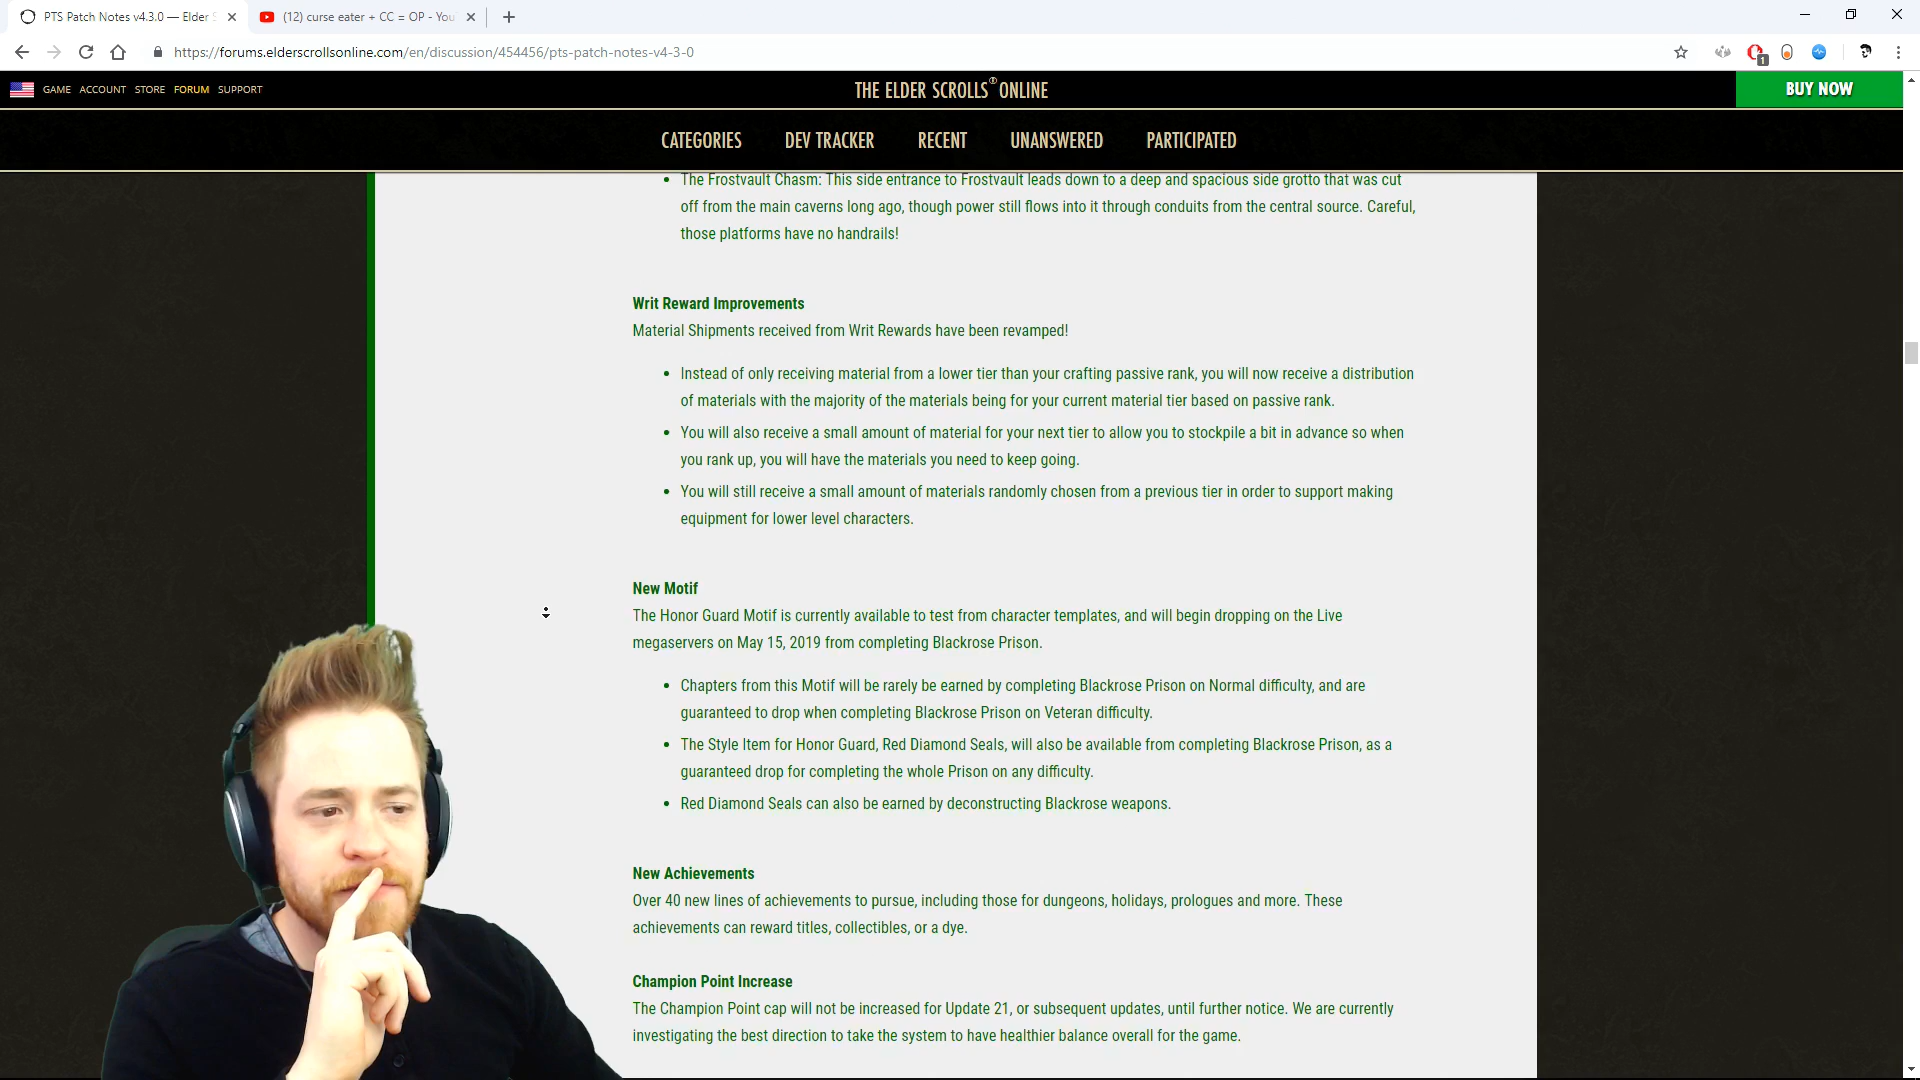 PTS Patch Notes v4.3.0 — Elder S
(12) curse eater + CC = OP - You
https://forums.elderscrollsonline.com/en/discussion/454456/pts-patch-notes-v4-3-0
1
GAME ACCOUNT STORE FORUM SUPPORT
THE ELDER SCROLLS ONLINE
BUY NOW
CATEGORIES DEV TRACKER RECENT UNANSWERED PARTICIPATED
• The Frostvault Chasm: This side entrance to Frostvault leads down to a deep and spacious side grotto that was cut
off from the main caverns long ago, though power still flows into it through conduits from the central source. Careful,
those platforms have no handrails!
Writ Reward Improvements
Material Shipments received from Writ Rewards have been revamped!
• Instead of only receiving material from a lower tier than your crafting passive rank, you will now receive a distribution
of materials with the majority of the materials being for your current material tier based on passive rank.
• You will also receive a small amount of material for your next tier to allow you to stockpile a bit in advance so when
you rank up, you will have the materials you need to keep going.
• You will still receive a small amount of materials randomly chosen from a previous tier in order to support making
equipment for lower level characters.
New Motif
The Honor Guard Motif is currently available to test from character templates, and will begin dropping on the Live
megaservers on May 15, 2019 from completing Blackrose Prison.
• Chapters from this Motif will be rarely be earned by completing Blackrose Prison on Normal difficulty, and are
guaranteed to drop when completing Blackrose Prison on Veteran difficulty.
• The Style Item for Honor Guard, Red Diamond Seals, will also be available from completing Blackrose Prison, as a
guaranteed drop for completing the whole Prison on any difficulty.
• Red Diamond Seals can also be earned by deconstructing Blackrose weapons.
New Achievements
Over 40 new lines of achievements to pursue, including those for dungeons, holidays, prologues and more. These
achievements can reward titles, collectibles, or a dye.
Champion Point Increase
The Champion Point cap will not be increased for Update 21, or subsequent updates, until further notice. We are currently
investigating the best direction to take the system to have healthier balance overall for the game.